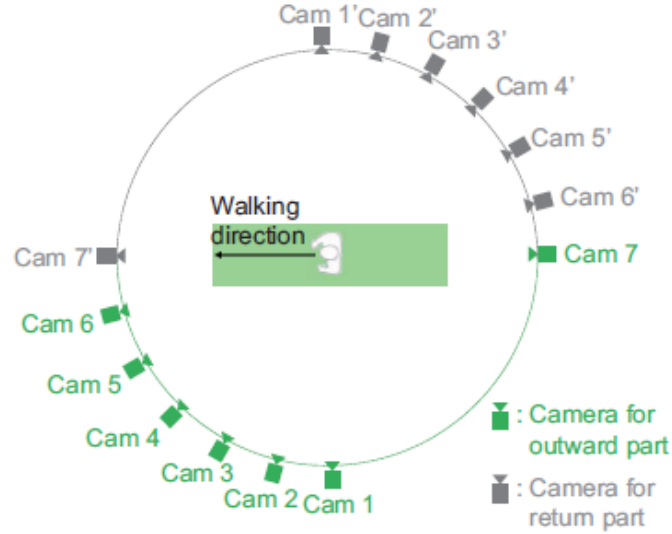 Cam 1'
Cam 2'
Cam 3'
Cam 4'
Cam 5'
Cam 6'
Walking
direction
Cam 7'
Cam 7
Cam 6
Cam 5
Cam 4
Cam 3
Cam 2
Cam 1
: Camera for
outward part
: Camera for
return part